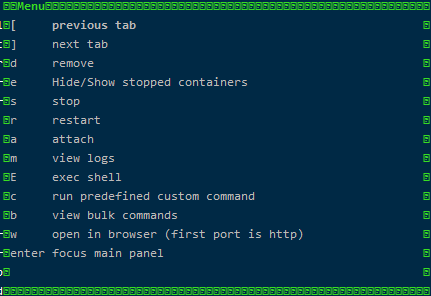 Menu
[ previous tab
] next tab
d remove
e Hide/Show stopped containers
s stop
r restart
a attach
m view logs
E exec shell
c run predefined custom command
b view bulk commands
w open in browser (first port is http)
enter focus main panel